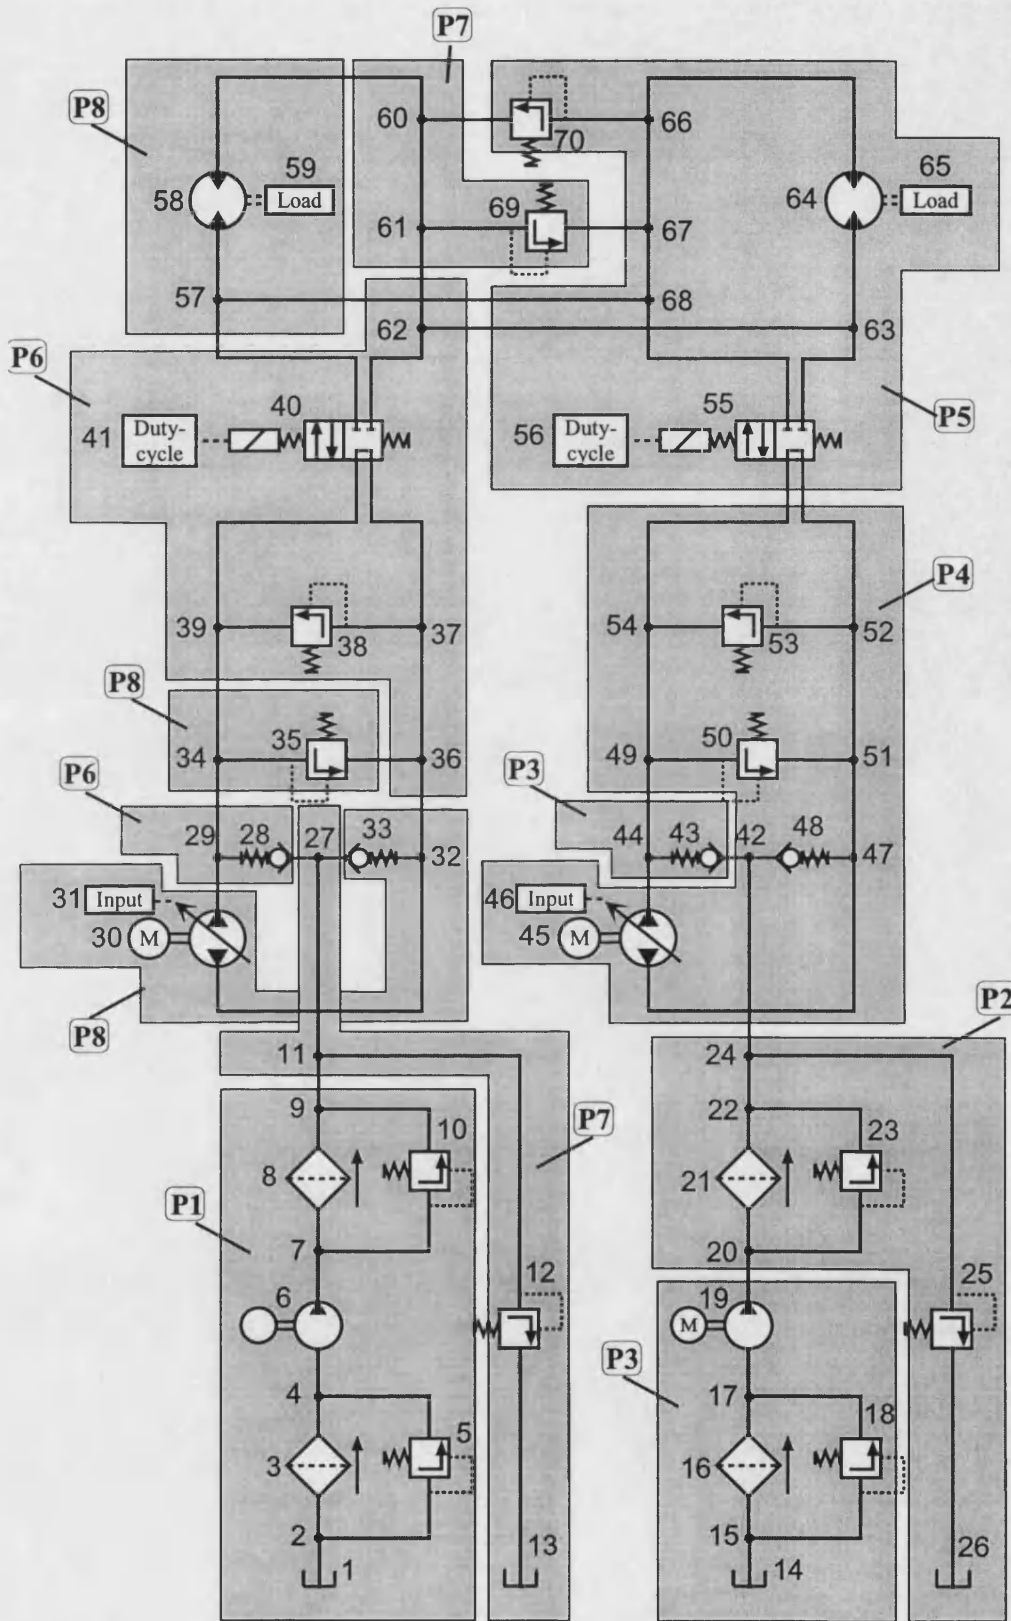 P7
P8
60
70
66
59
65
58
Load
64
Load
69
61
67
57
68
62
63
P6
40
55
P5
41
Duty-
cycle
56
Duty-
cycle
P4
39
38
37
54
53
52
P8
34
35
36
49
50
51
P6
P3
29
28
27
33
32
44
43
42
48
47
31
Input
46
Input
30
M
45
M
P8
P2
11
24
9
10
22
23
P7
8
21
P1
7
20
12
25
6
19
M
P3
4
17
5
18
3
16
2
13
15
26
1
14